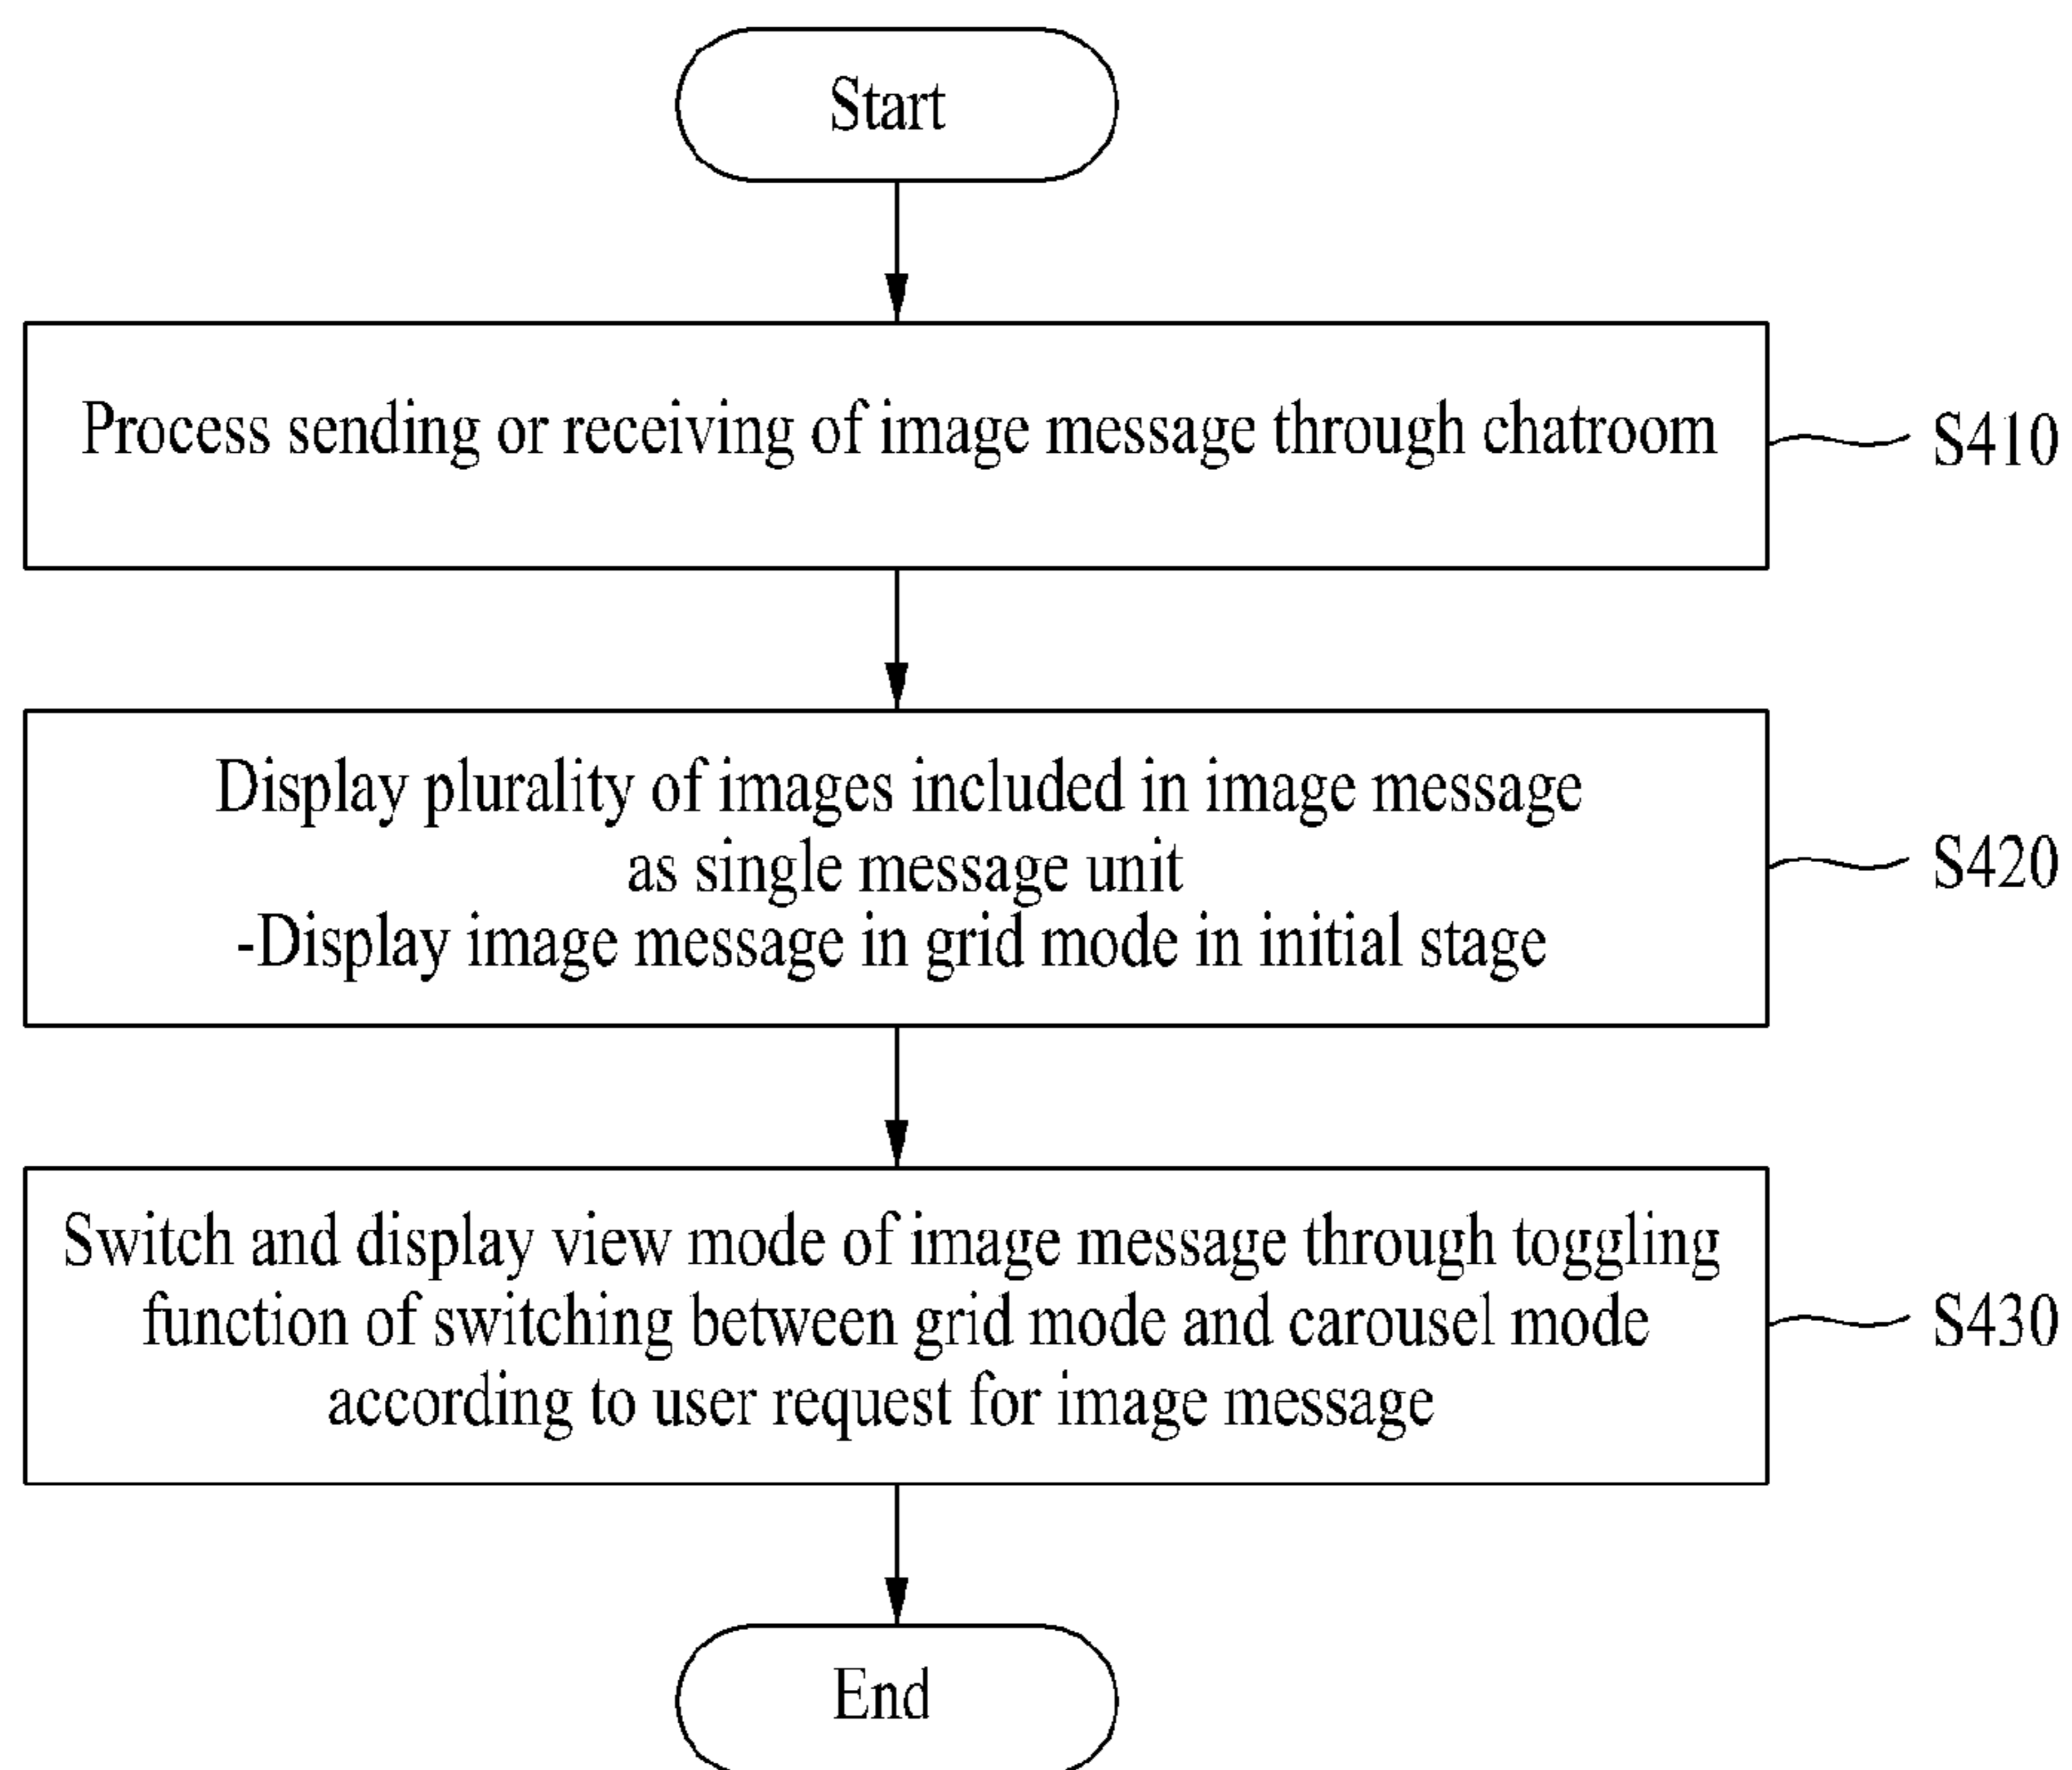 Start
Process sending or receiving of image message through chatroom
S410
Display plurality of images included in image message
as single message unit
-Display image message in grid mode in initial stage
S420
Switch and display view mode of image message through toggling
function of switching between grid mode and carousel mode
according to user request for image message
S430
End